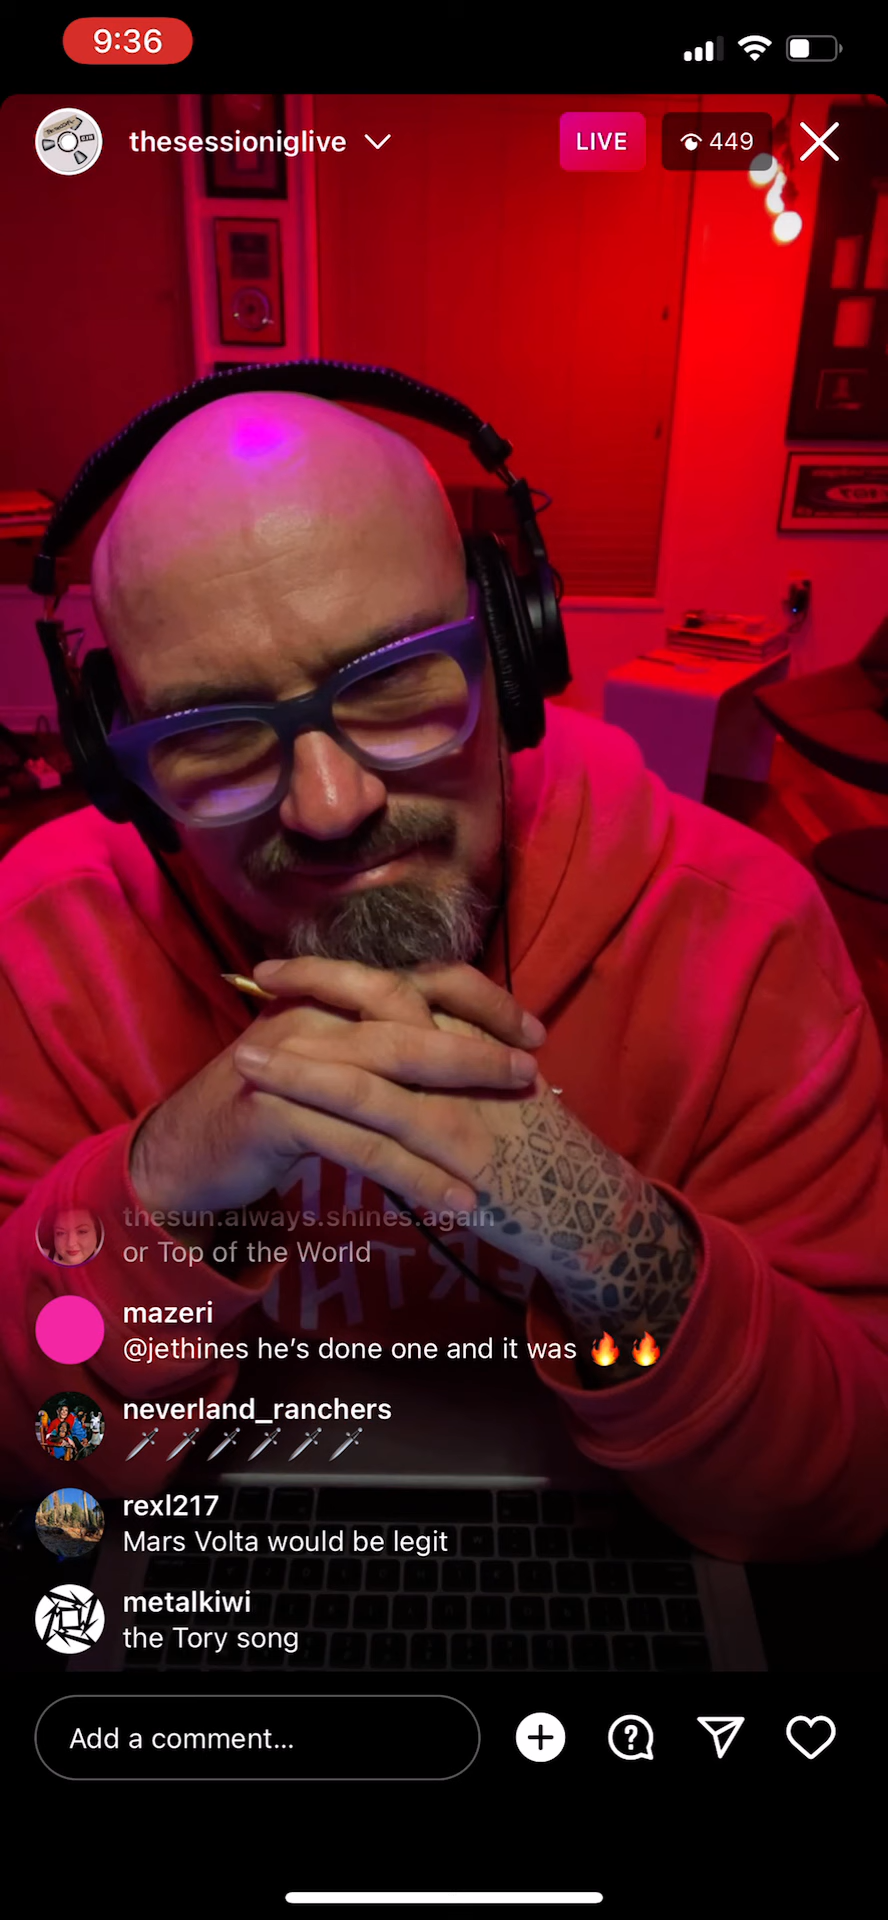 9:36
thesessioniglive
LIVE
449
thesun.always.shines.again
or Top of the World
mazeri
@jethines he’s done one and it was 🔥 🔥
neverland_ranchers
🗡️ 🗡️ 🗡️ 🗡️ 🗡️ 🗡️
rexl217
Mars Volta would be legit
metalkiwi
the Tory song
Add a comment...